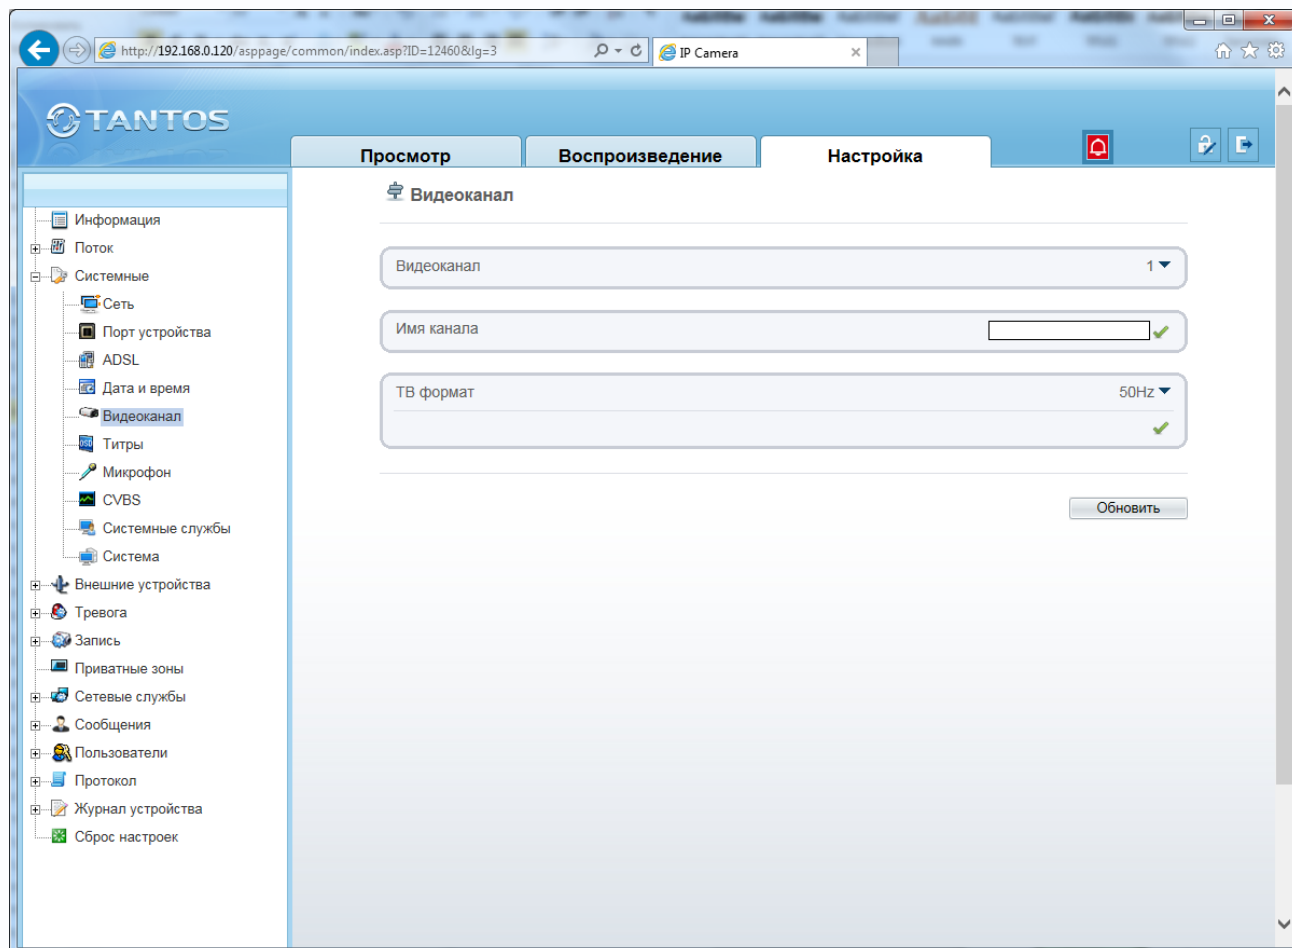 http://192.168.0.120/asppage/common/index.asp?ID=12460&lg=3
IP Camera
TANTOS
Просмотр
Воспроизведение
Настройка
Видеоканал
Информация
Поток
Системные
Сеть
Порт устройства
ADSL
Дата и время
Видеоканал
Титры
Микрофон
CVBS
Системные службы
Система
Внешние устройства
Тревога
Запись
Приватные зоны
Сетевые службы
Сообщения
Пользователи
Протокол
Журнал устройства
Сброс настроек
Видеоканал 1
Имя канала
ТВ формат 50Hz
Обновить